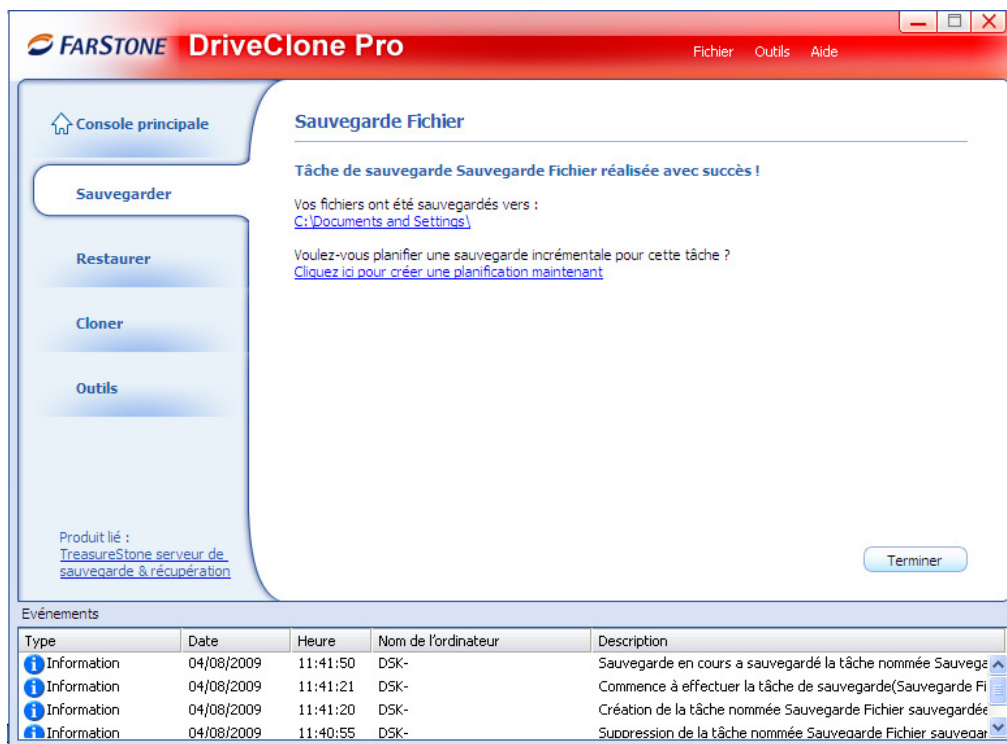 FARSTONE DriveClone Pro
Fichier Outils Aide
Console principale
Sauvegarder
Restaurer
Cloner
Outils
Produit lié :
TreasureStone serveur de
sauvegarde & récupération
Sauvegarde Fichier
Tâche de sauvegarde Sauvegarde Fichier réalisée avec succès !
Vos fichiers ont été sauvegardés vers :
C:\Documents and Settings\
Voulez-vous planifier une sauvegarde incrémentale pour cette tâche ?
Cliquez ici pour créer une planification maintenant
Terminer
Evénements
Type Date Heure Nom de l'ordinateur Description
Information 04/08/2009 11:41:50 DSK- Sauvegarde en cours a sauvegardé la tâche nommée Sauvega
Information 04/08/2009 11:41:21 DSK- Commence à effectuer la tâche de sauvegarde(Sauvegarde Fi
Information 04/08/2009 11:41:20 DSK- Création de la tâche nommée Sauvegarde Fichier sauvegardée
Information 04/08/2009 11:40:55 DSK- Suppression de la tâche nommée Sauvegarde Fichier sauvegar